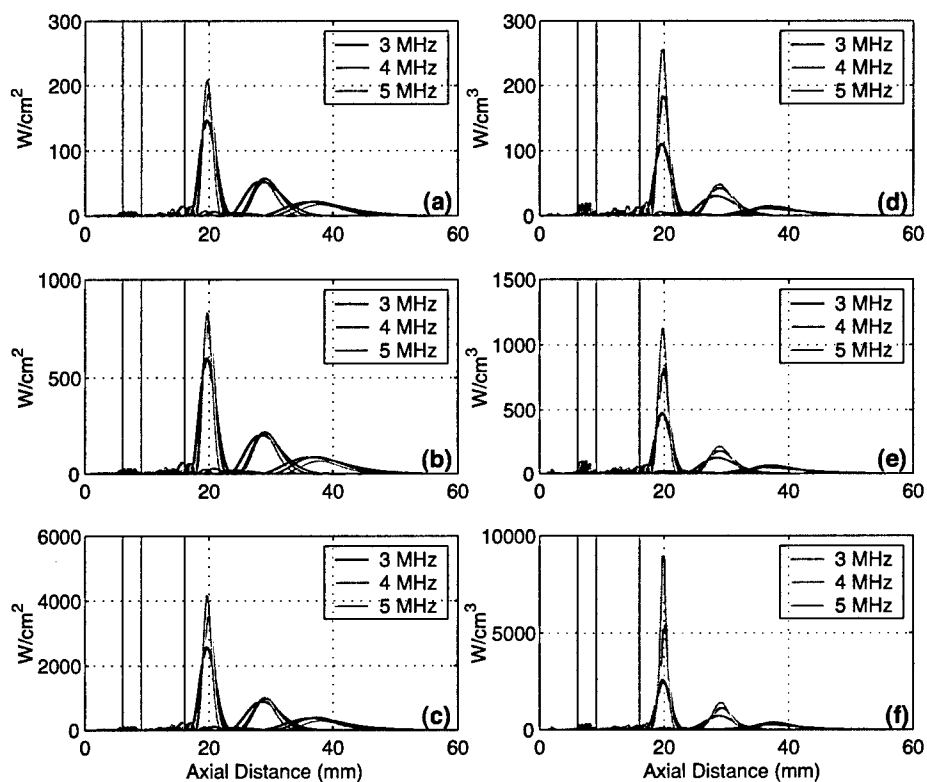 300
200
100
0
W/cm²
3 MHz
4 MHz
5 MHz
(a)
0 20 40 60
300
200
100
0
W/cm³
3 MHz
4 MHz
5 MHz
(d)
0 20 40 60
1000
500
0
W/cm²
3 MHz
4 MHz
5 MHz
(b)
0 20 40 60
1500
1000
500
0
W/cm³
3 MHz
4 MHz
5 MHz
(e)
0 20 40 60
6000
4000
2000
0
W/cm²
3 MHz
4 MHz
5 MHz
(c)
0 20 40 60
Axial Distance (mm)
10000
5000
0
W/cm³
3 MHz
4 MHz
5 MHz
(f)
0 20 40 60
Axial Distance (mm)